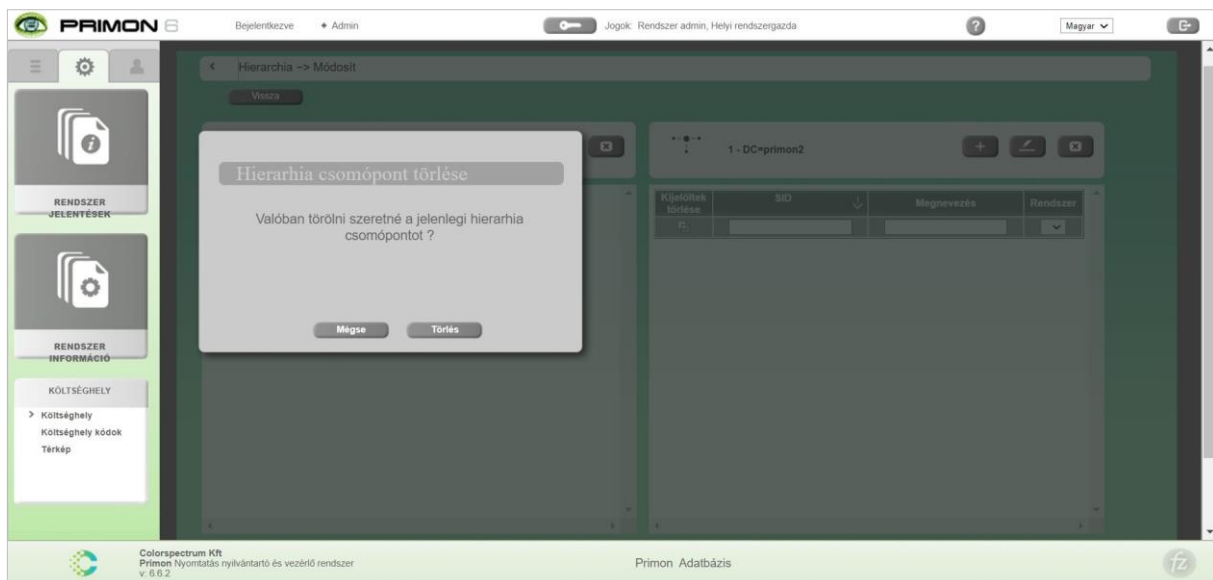 PRIMON 6
Bejelentkezve
Admin
Jogok: Rendszer admin, Helyi rendszergazda
?
Magyar
Hierarchia -> Módosít
Vissza
RENDSZER
JELENTÉSEK
RENDSZER
INFORMÁCIÓ
KÖLTSÉGHELY
> Költséghely
Költséghely kódok
Térkép
Hierarhia csomópont törlése
Valóban törölni szeretné a jelenlegi hierarhia
csomópontot ?
Mégse
Törlés
1 - DC=primon2
Kijelöltek
törlése
SID
Megnevezés
Rendszer
Colorspectrum Kft
Primon Nyomtatás nyilvántartó és vezérlő rendszer
v: 6.6.2
Primon Adatbázis
fz